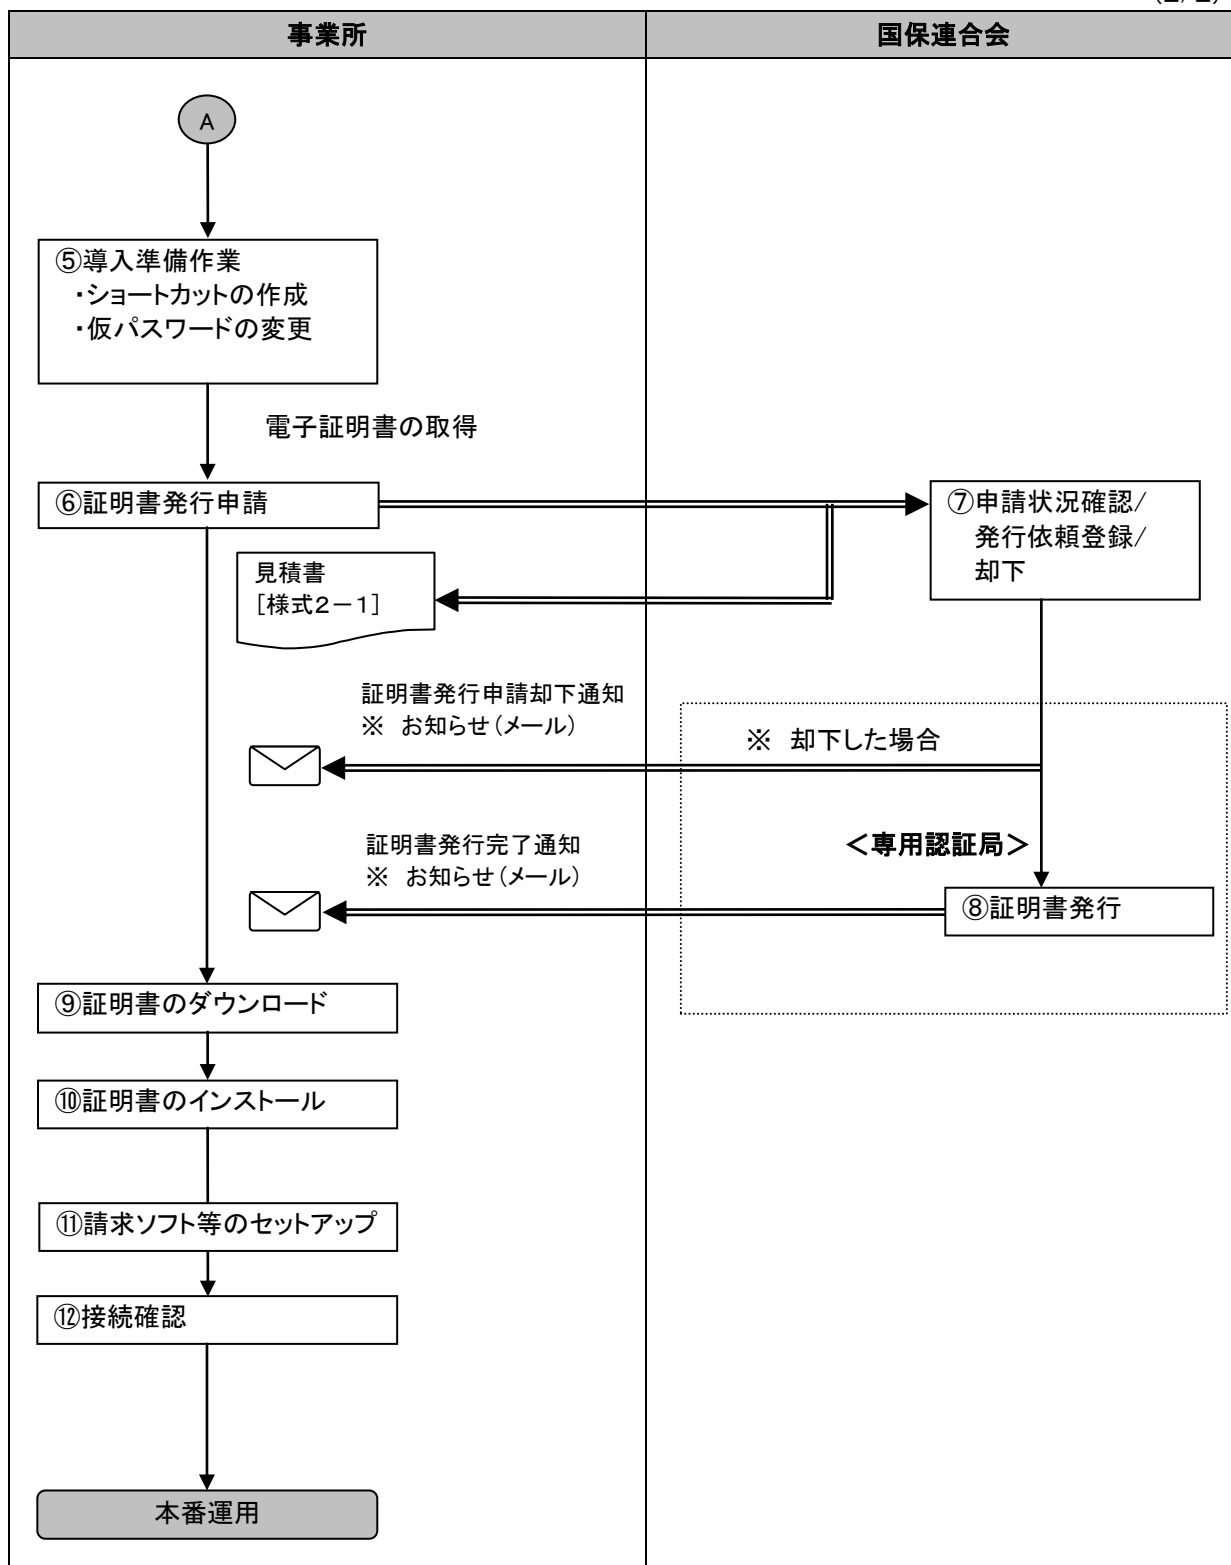 事業所
国保連合会
A
⑤導入準備作業
・ショートカットの作成
・仮パスワードの変更
電子証明書の取得
⑥証明書発行申請
⑦申請状況確認/
発行依頼登録/
却下
見積書
[様式2-1]
証明書発行申請却下通知
※ お知らせ(メール)
※ 却下した場合
証明書発行完了通知
※ お知らせ(メール)
<専用認証局>
⑧証明書発行
⑨証明書のダウンロード
⑩証明書のインストール
⑪請求ソフト等のセットアップ
⑫接続確認
本番運用